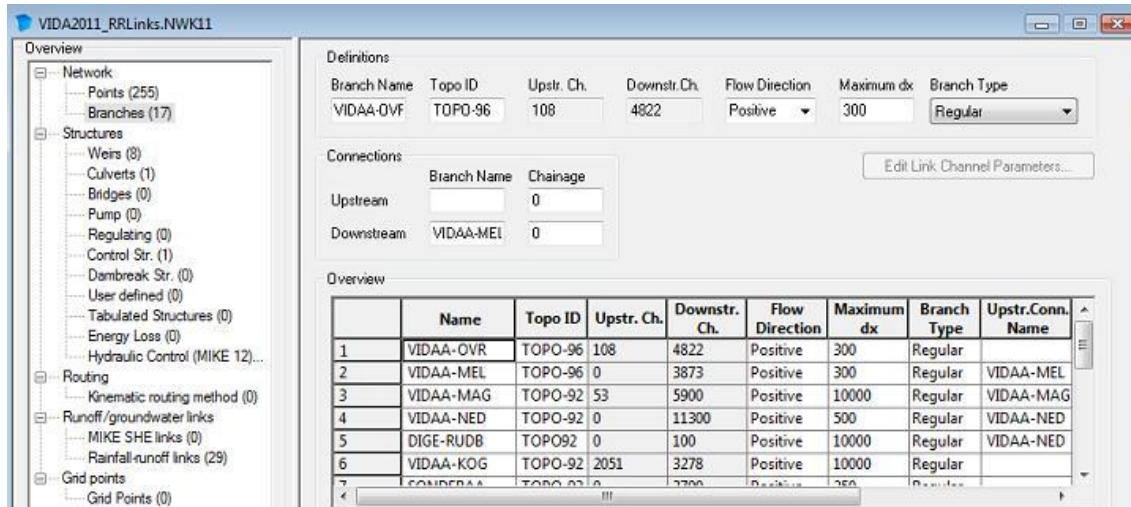 VIDA2011_RRLinks.NWK11
Overview
Network
Points (255)
Branches (17)
Structures
Weirs (8)
Culverts (1)
Bridges (0)
Pump (0)
Regulating (0)
Control Str. (1)
Dambreak Str. (0)
User defined (0)
Tabulated Structures (0)
Energy Loss (0)
Hydraulic Control (MIKE 12)...
Routing
Kinematic routing method (0)
Runoff/groundwater links
MIKE SHE links (0)
Rainfall-runoff links (29)
Grid points
Grid Points (0)
Definitions
Branch Name Topo ID Upstr. Ch. Downstr.Ch. Flow Direction Maximum dx Branch Type
VIDAA-OVF TOPO-96 108 4822 Positive 300 Regular
Connections
Edit Link Channel Parameters...
Branch Name Chainage
Upstream 0
Downstream VIDAA-MEL 0
Overview
Name Topo ID Upstr. Ch. Downstr. Ch. Flow Direction Maximum dx Branch Type Upstr.Conn. Name
1 VIDAA-OVR TOPO-96 108 4822 Positive 300 Regular
2 VIDAA-MEL TOPO-96 0 3873 Positive 300 Regular VIDAA-MEL
3 VIDAA-MAG TOPO-92 53 5900 Positive 10000 Regular VIDAA-MAG
4 VIDAA-NED TOPO-92 0 11300 Positive 500 Regular VIDAA-NED
5 DIGE-RUDB TOPO92 0 100 Positive 10000 Regular VIDAA-NED
6 VIDAA-KOG TOPO-92 2051 3278 Positive 10000 Regular